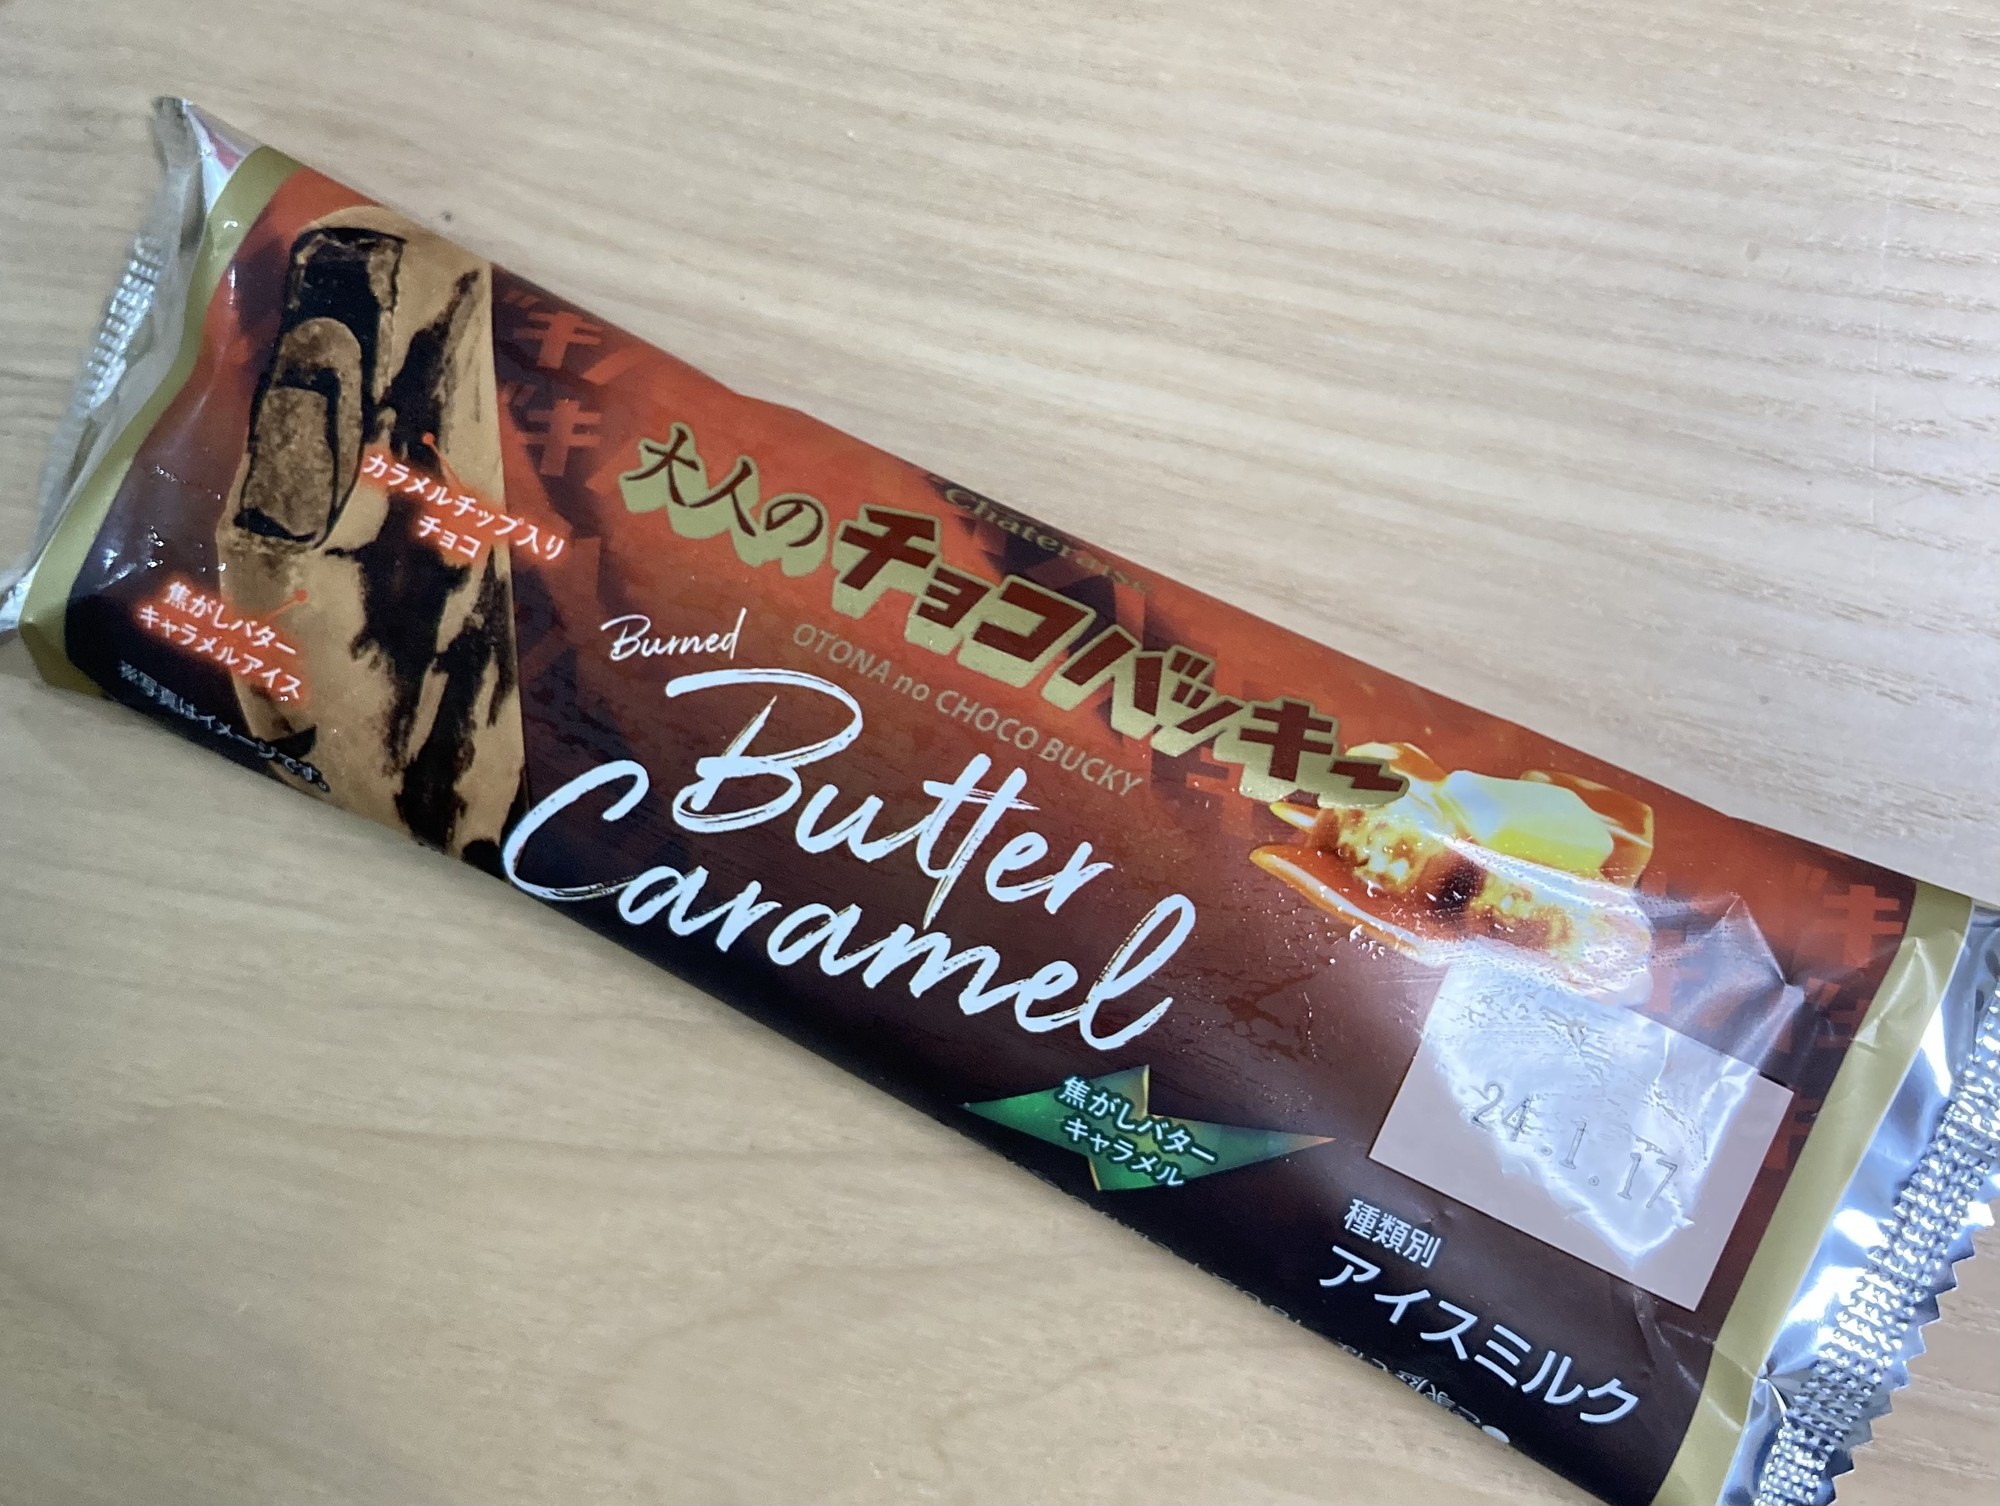 Chateraise
大人のチョコバッキー
OTONA no CHOCO BUCKY
Burned
Butter
Caramel
カラメルチップ入り
チョコ
焦がしバター
キャラメルアイス
※写真はイメージです。
焦がしバター
キャラメル
24.1.17
種類別
アイスミルク